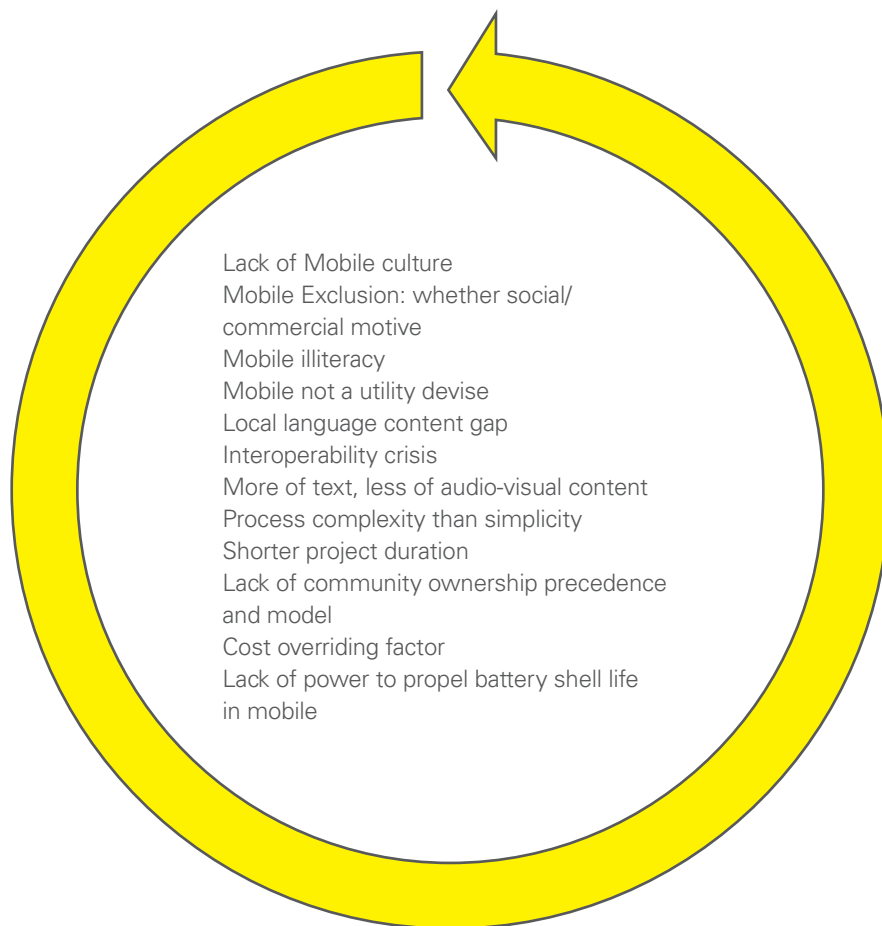 Lack of Mobile culture
Mobile Exclusion: whether social/
commercial motive
Mobile illiteracy
Mobile not a utility devise
Local language content gap
Interoperability crisis
More of text, less of audio-visual content
Process complexity than simplicity
Shorter project duration
Lack of community ownership precedence
and model
Cost overriding factor
Lack of power to propel battery shell life
in mobile